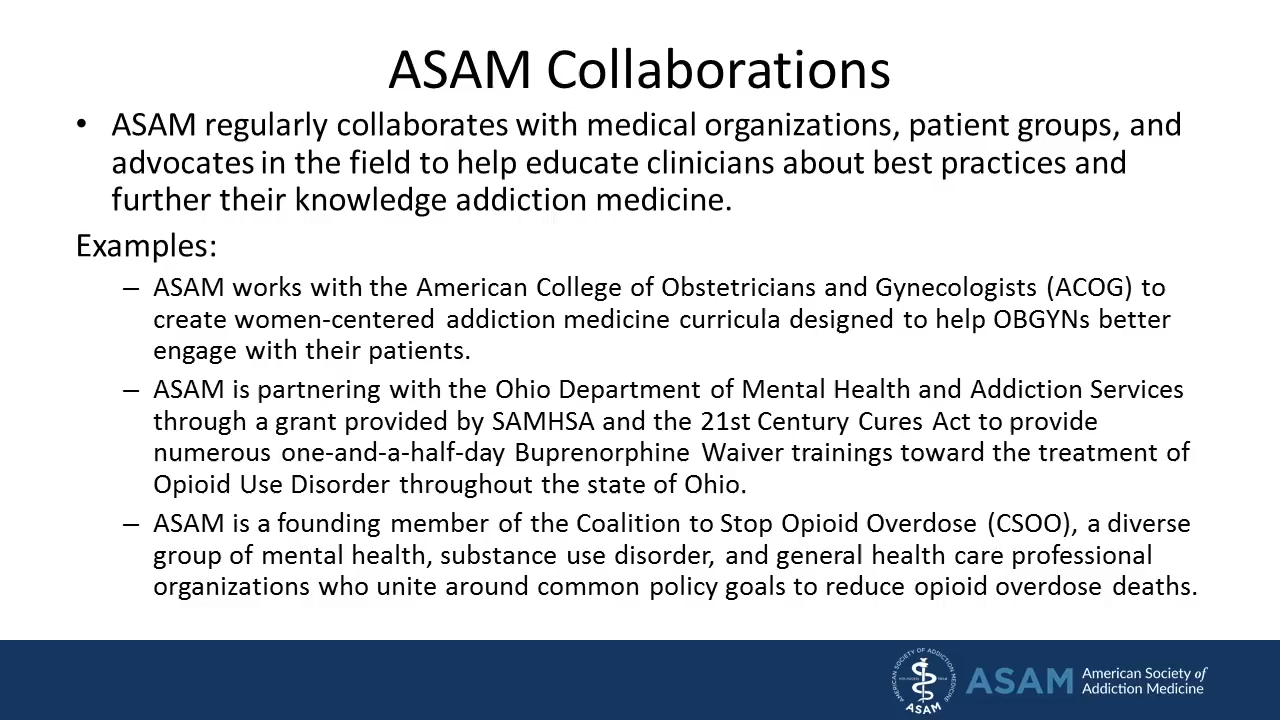 ASAM Collaborations
• ASAM regularly collaborates with medical organizations, patient groups, and
advocates in the field to help educate clinicians about best practices and
further their knowledge addiction medicine.
Examples:
– ASAM works with the American College of Obstetricians and Gynecologists (ACOG) to
create women-centered addiction medicine curricula designed to help OBGYNs better
engage with their patients.
– ASAM is partnering with the Ohio Department of Mental Health and Addiction Services
through a grant provided by SAMHSA and the 21st Century Cures Act to provide
numerous one-and-a-half-day Buprenorphine Waiver trainings toward the treatment of
Opioid Use Disorder throughout the state of Ohio.
– ASAM is a founding member of the Coalition to Stop Opioid Overdose (CSOO), a diverse
group of mental health, substance use disorder, and general health care professional
organizations who unite around common policy goals to reduce opioid overdose deaths.
AMERICAN SOCIETY OF ADDICTION MEDICINE
ASAM
ASAM
American Society of
Addiction Medicine